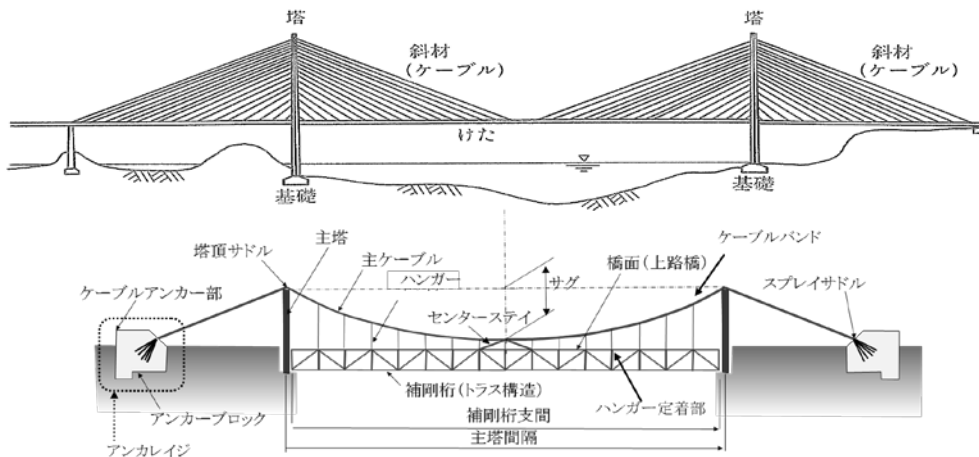 塔
塔
斜材
(ケーブル)
斜材
(ケーブル)
けた
基礎
基礎
塔頂サドル
主塔
主ケーブル
ハンガー
サグ
ケーブルバンド
橋面(上路橋)
スプレイサドル
ケーブルアンカー部
センターステイ
補剛桁(トラス構造)
ハンガー定着部
アンカーブロック
補剛桁支間
主塔間隔
アンカレイジ